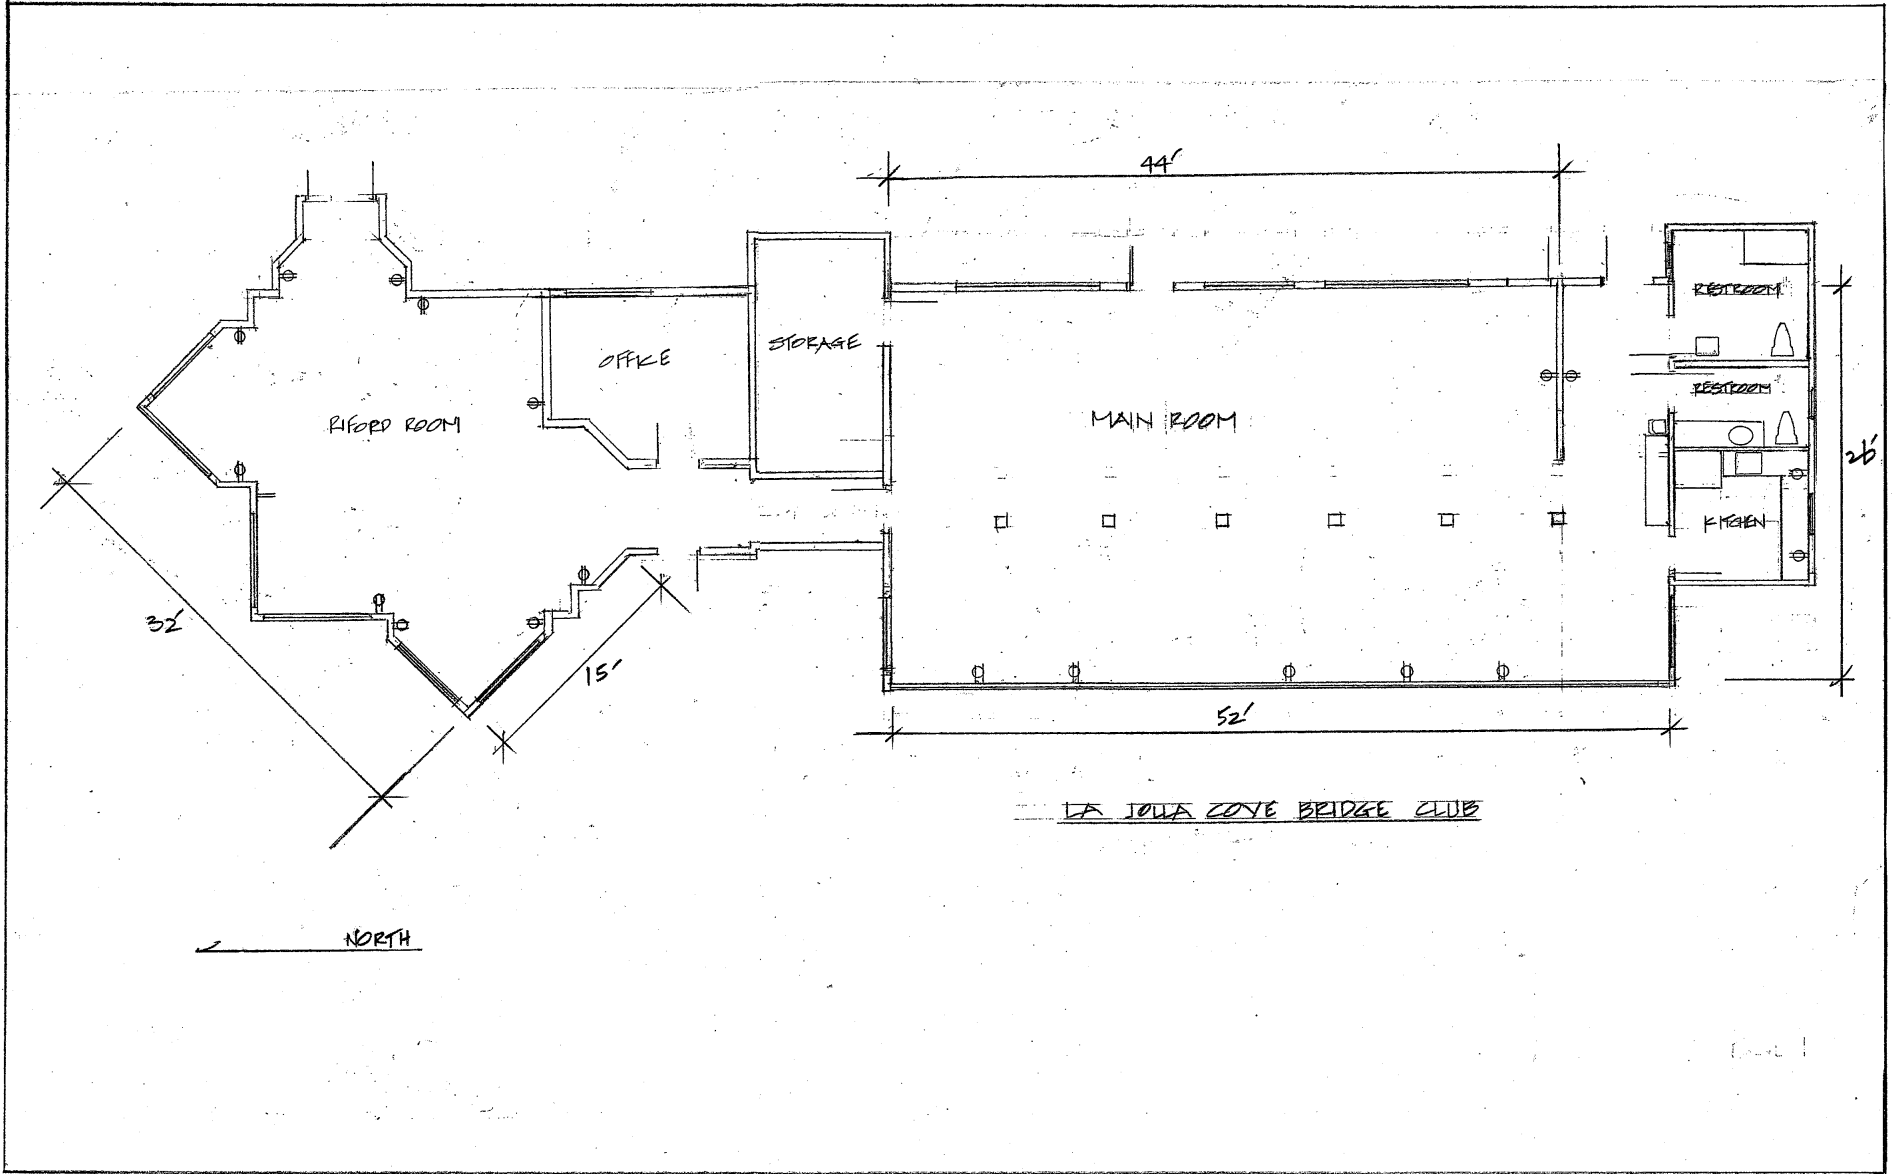 44'
RESTROOM
STORAGE
OFFICE
RESTROOM
RIFORD ROOM
MAIN ROOM
26'
KITCHEN
32'
15'
52'
LA JOLLA COVE BRIDGE CLUB
NORTH